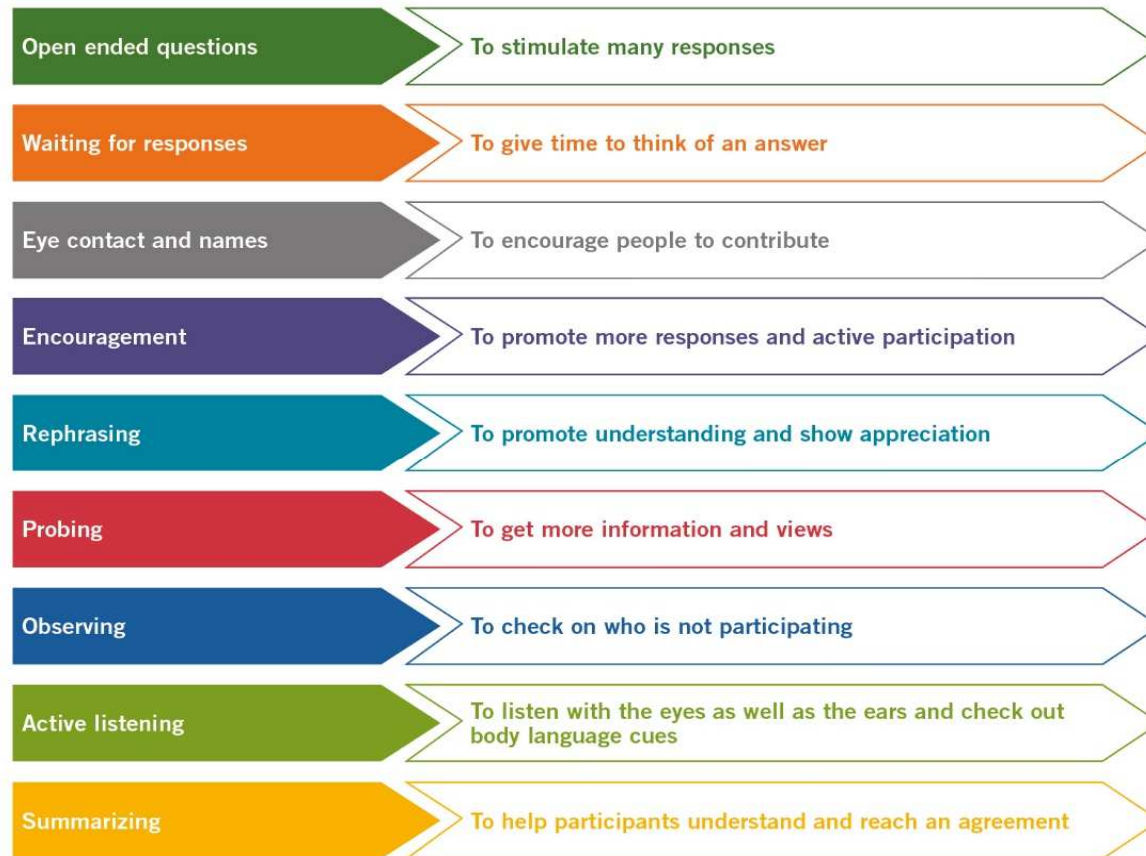 Open ended questions
To stimulate many responses
Waiting for responses
To give time to think of an answer
Eye contact and names
To encourage people to contribute
Encouragement
To promote more responses and active participation
Rephrasing
To promote understanding and show appreciation
Probing
To get more information and views
Observing
To check on who is not participating
Active listening
To listen with the eyes as well as the ears and check out
body language cues
Summarizing
To help participants understand and reach an agreement